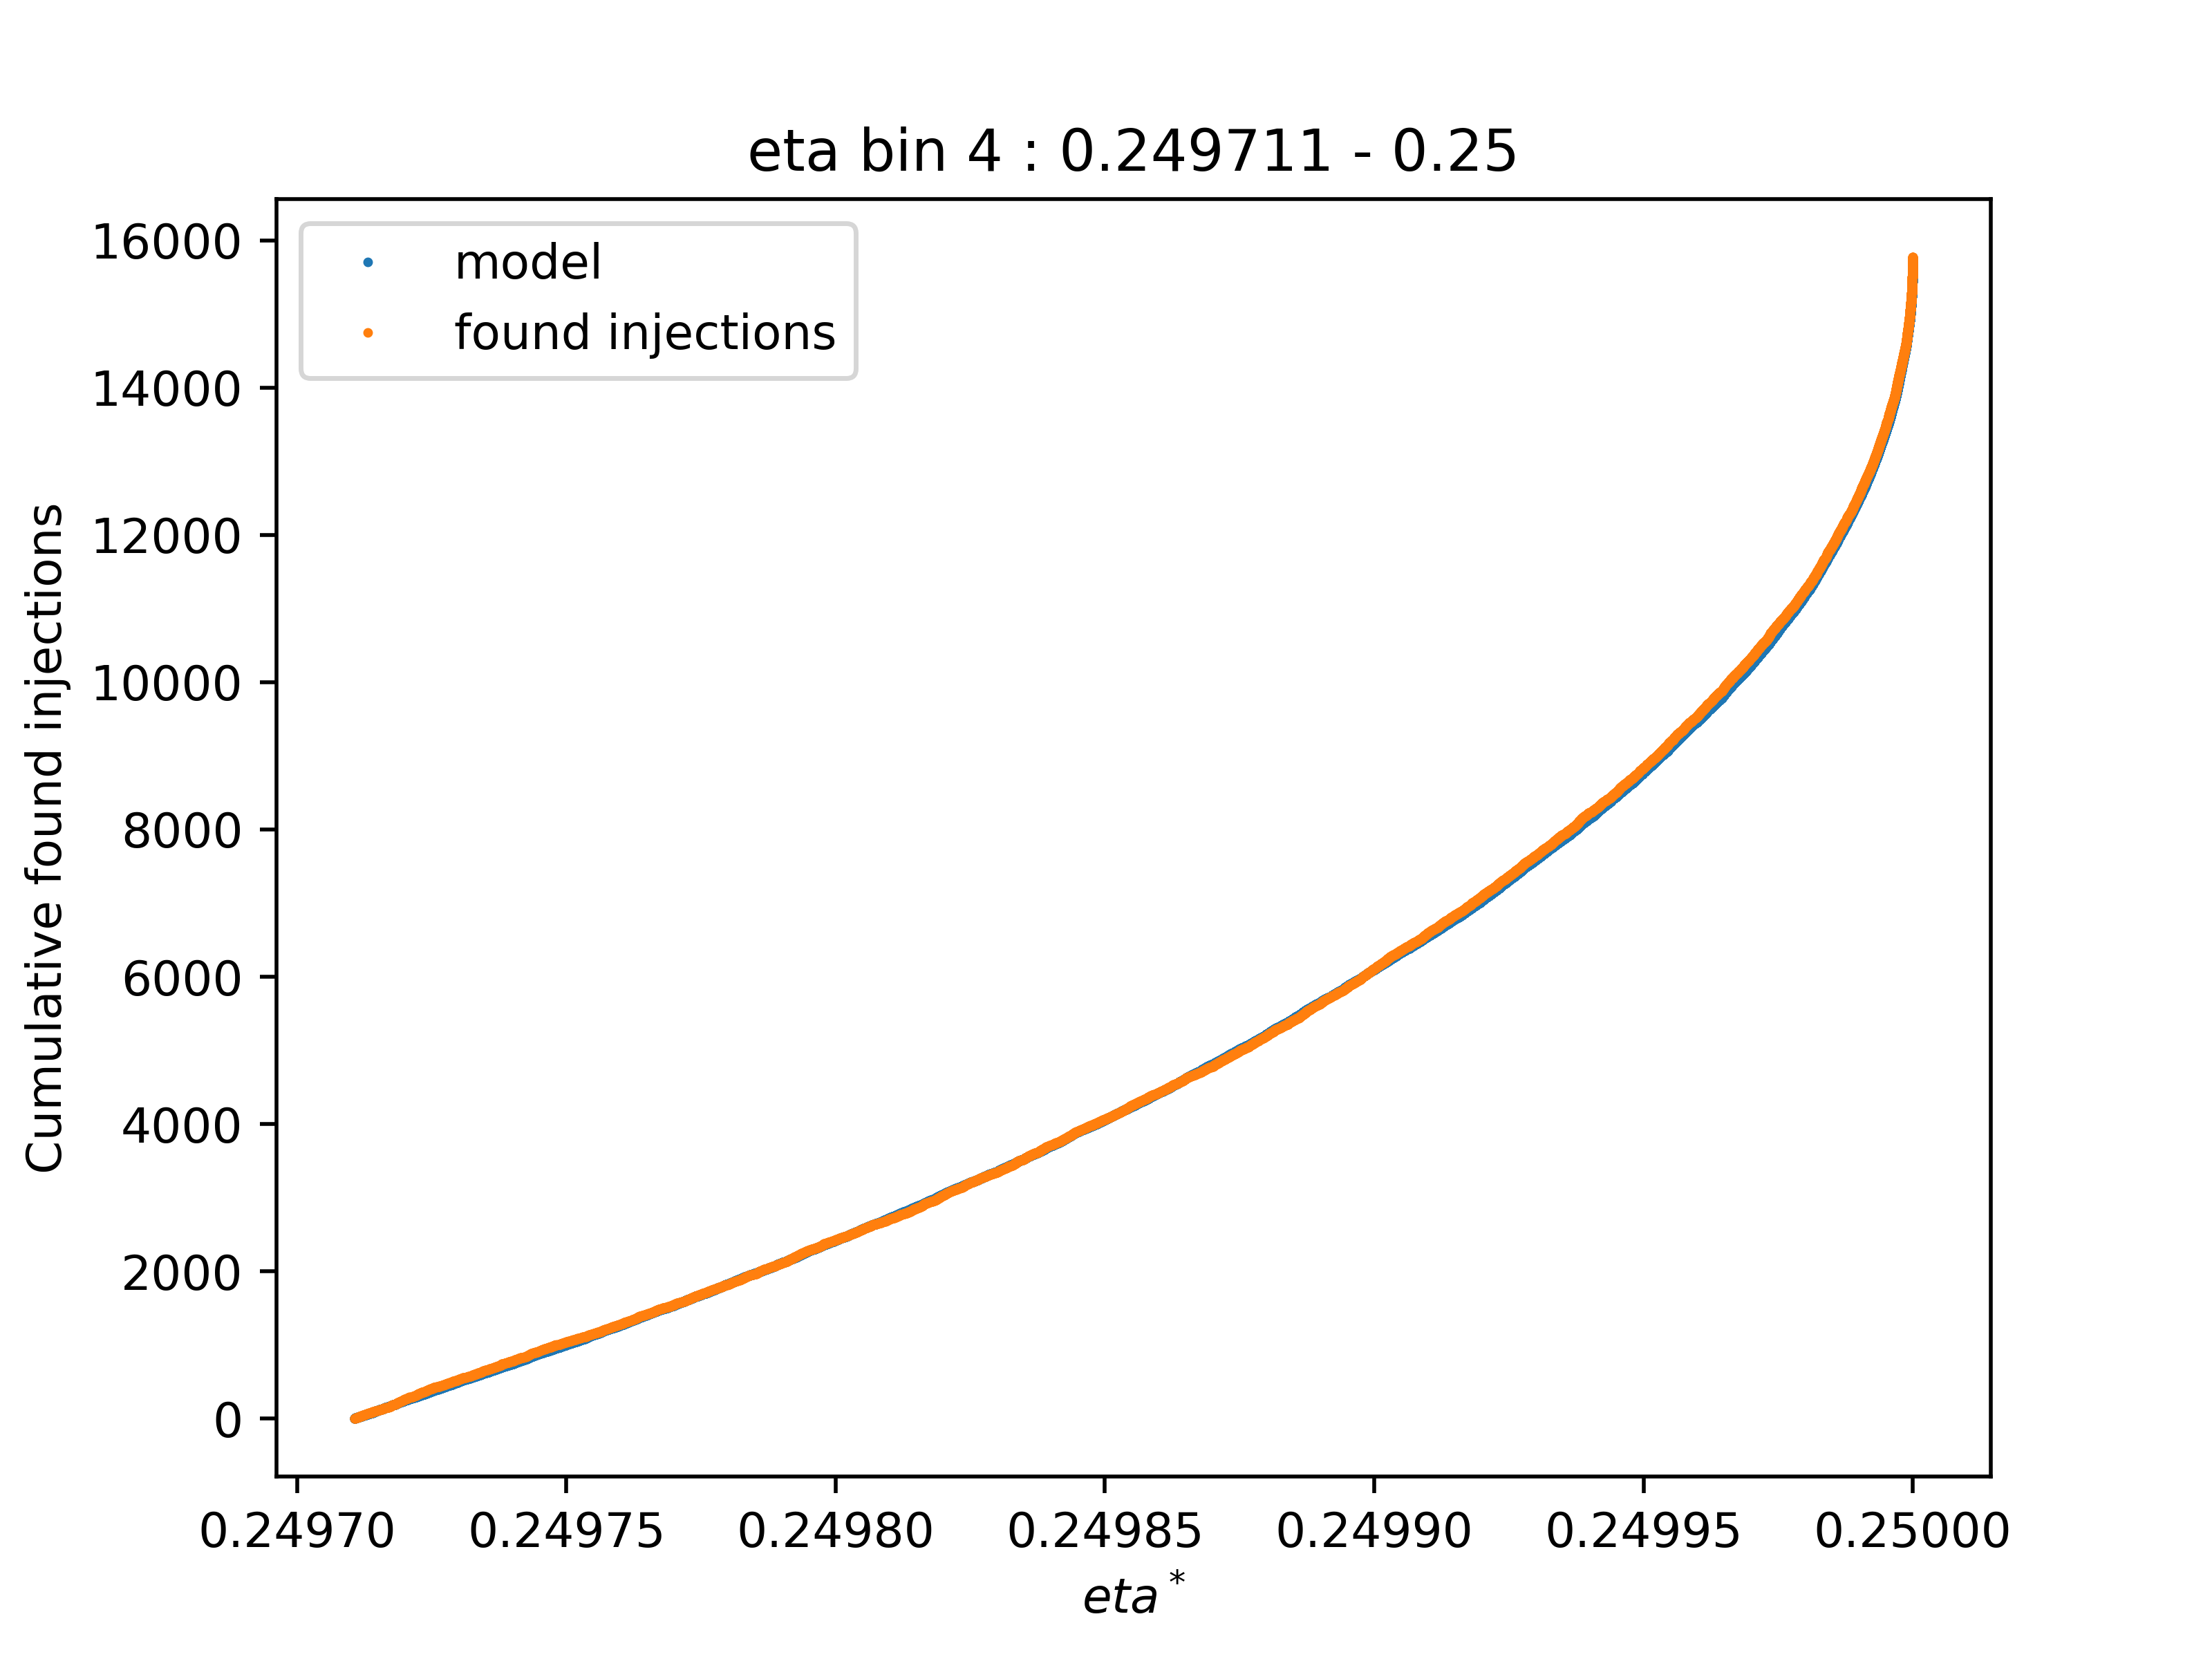 eta bin 4 : 0.249711 - 0.25
16000
14000
12000
10000
8000
6000
4000
2000
0
Cumulative found injections
model
found injections
0.24970 0.24975 0.24980 0.24985 0.24990 0.24995 0.25000
eta*